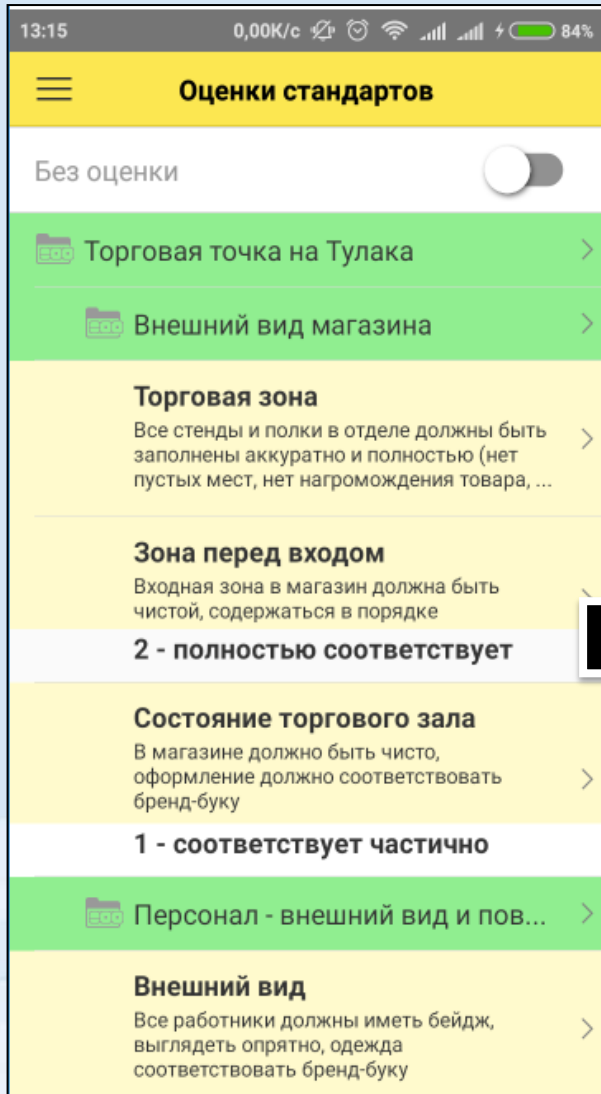 13:15 0,00K/c 84%
Оценки стандартов
Без оценки
Торговая точка на Тулака
Внешний вид магазина
Торговая зона
Все стенды и полки в отделе должны быть
заполнены аккуратно и полностью (нет
пустых мест, нет нагромождения товара, ...
Зона перед входом
Входная зона в магазин должна быть
чистой, содержаться в порядке
2 - полностью соответствует
Состояние торгового зала
В магазине должно быть чисто,
оформление должно соответствовать
бренд-буку
1 - соответствует частично
Персонал - внешний вид и пов...
Внешний вид
Все работники должны иметь бейдж,
выглядеть опрятно, одежда
соответствовать бренд-буку